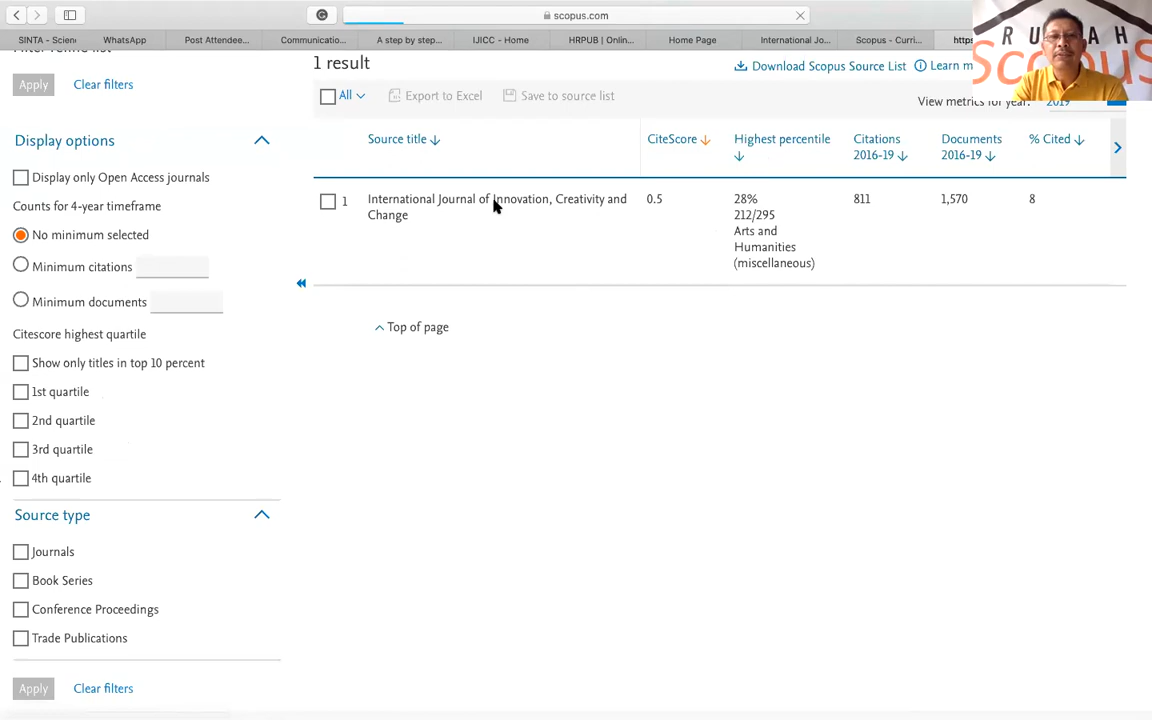 scopus.com
SINTA - Scien
WhatsApp
Post Attendee...
Communicatio...
A step by step...
IJICC - Home
HRPUB | Onlin...
Home Page
International Jo...
Scopus - Curri...
https
RUMAH
Scopus
Apply
Clear filters
Display options
Display only Open Access journals
Counts for 4-year timeframe
No minimum selected
Minimum citations
Minimum documents
Citescore highest quartile
Show only titles in top 10 percent
1st quartile
2nd quartile
3rd quartile
4th quartile
Source type
Journals
Book Series
Conference Proceedings
Trade Publications
Apply
Clear filters
1 result
Download Scopus Source List
Learn m
All
Export to Excel
Save to source list
View metrics for year:
2019
Source title
CiteScore
Highest percentile
Citations
2016-19
Documents
2016-19
% Cited
1
International Journal of Innovation, Creativity and
Change
0.5
28%
212/295
Arts and
Humanities
(miscellaneous)
811
1,570
8
Top of page